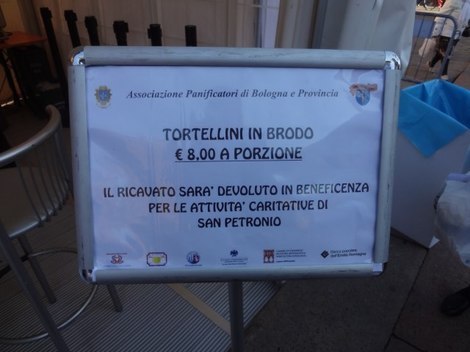 Associazione Panificatori di Bologna e Provincia
TORTELLINI IN BRODO
€ 8,00 A PORZIONE
IL RICAVATO SARA' DEVOLUTO IN BENEFICENZA
PER LE ATTIVITA' CARITATIVE DI
SAN PETRONIO